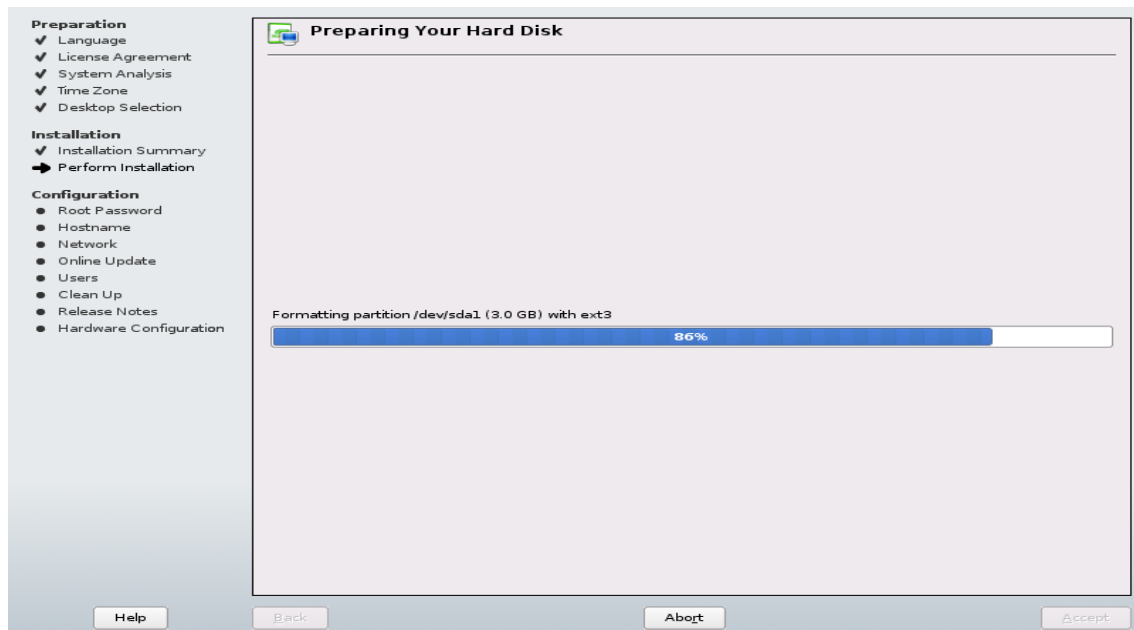 Preparation
Language
License Agreement
System Analysis
Time Zone
Desktop Selection
Installation
Installation Summary
Perform Installation
Configuration
Root Password
Hostname
Network
Online Update
Users
Clean Up
Release Notes
Hardware Configuration
Preparing Your Hard Disk
Formatting partition /dev/sda1 (3.0 GB) with ext3
86%
Help
Back
Abort
Accept